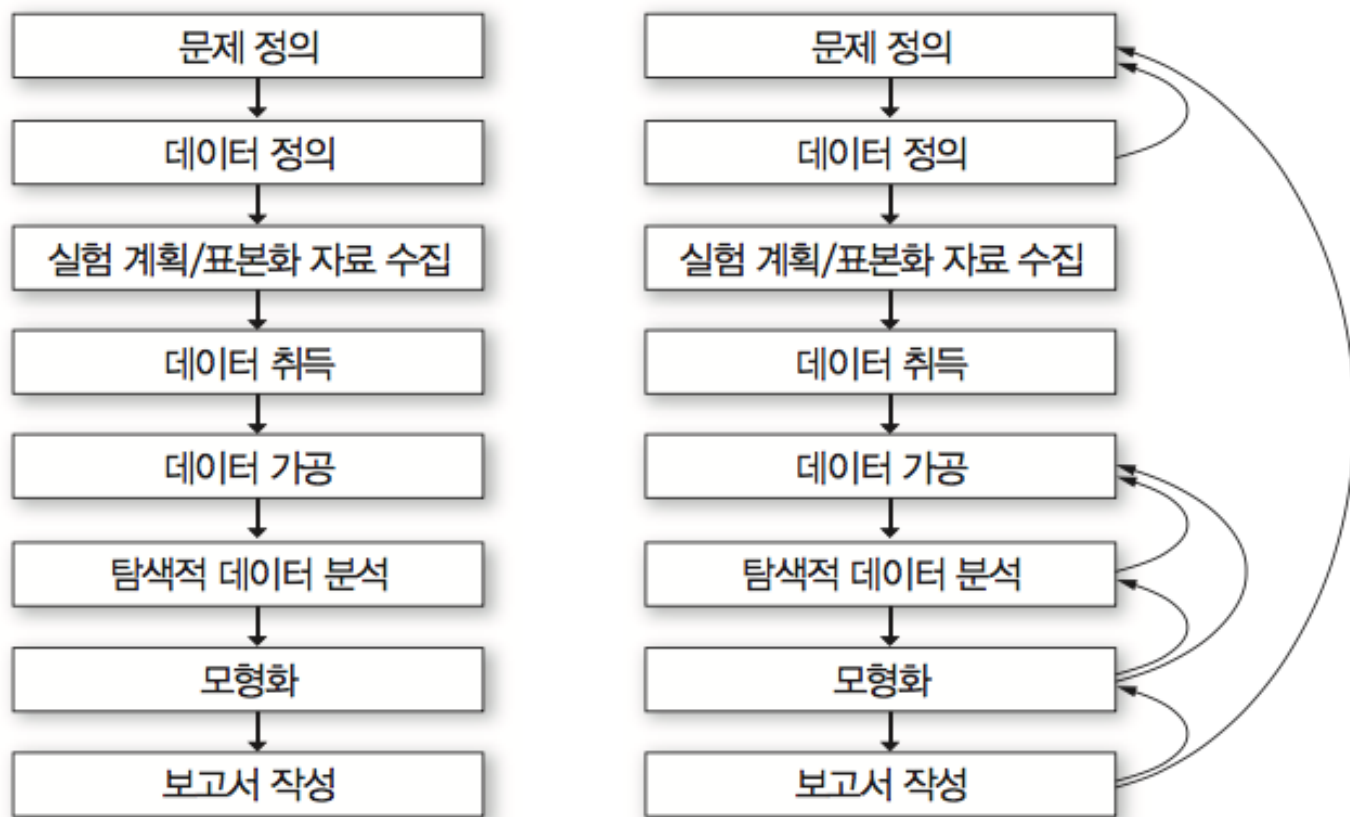 문제 정의
데이터 정의
실험 계획/표본화 자료 수집
데이터 취득
데이터 가공
탐색적 데이터 분석
모형화
보고서 작성
문제 정의
데이터 정의
실험 계획/표본화 자료 수집
데이터 취득
데이터 가공
탐색적 데이터 분석
모형화
보고서 작성